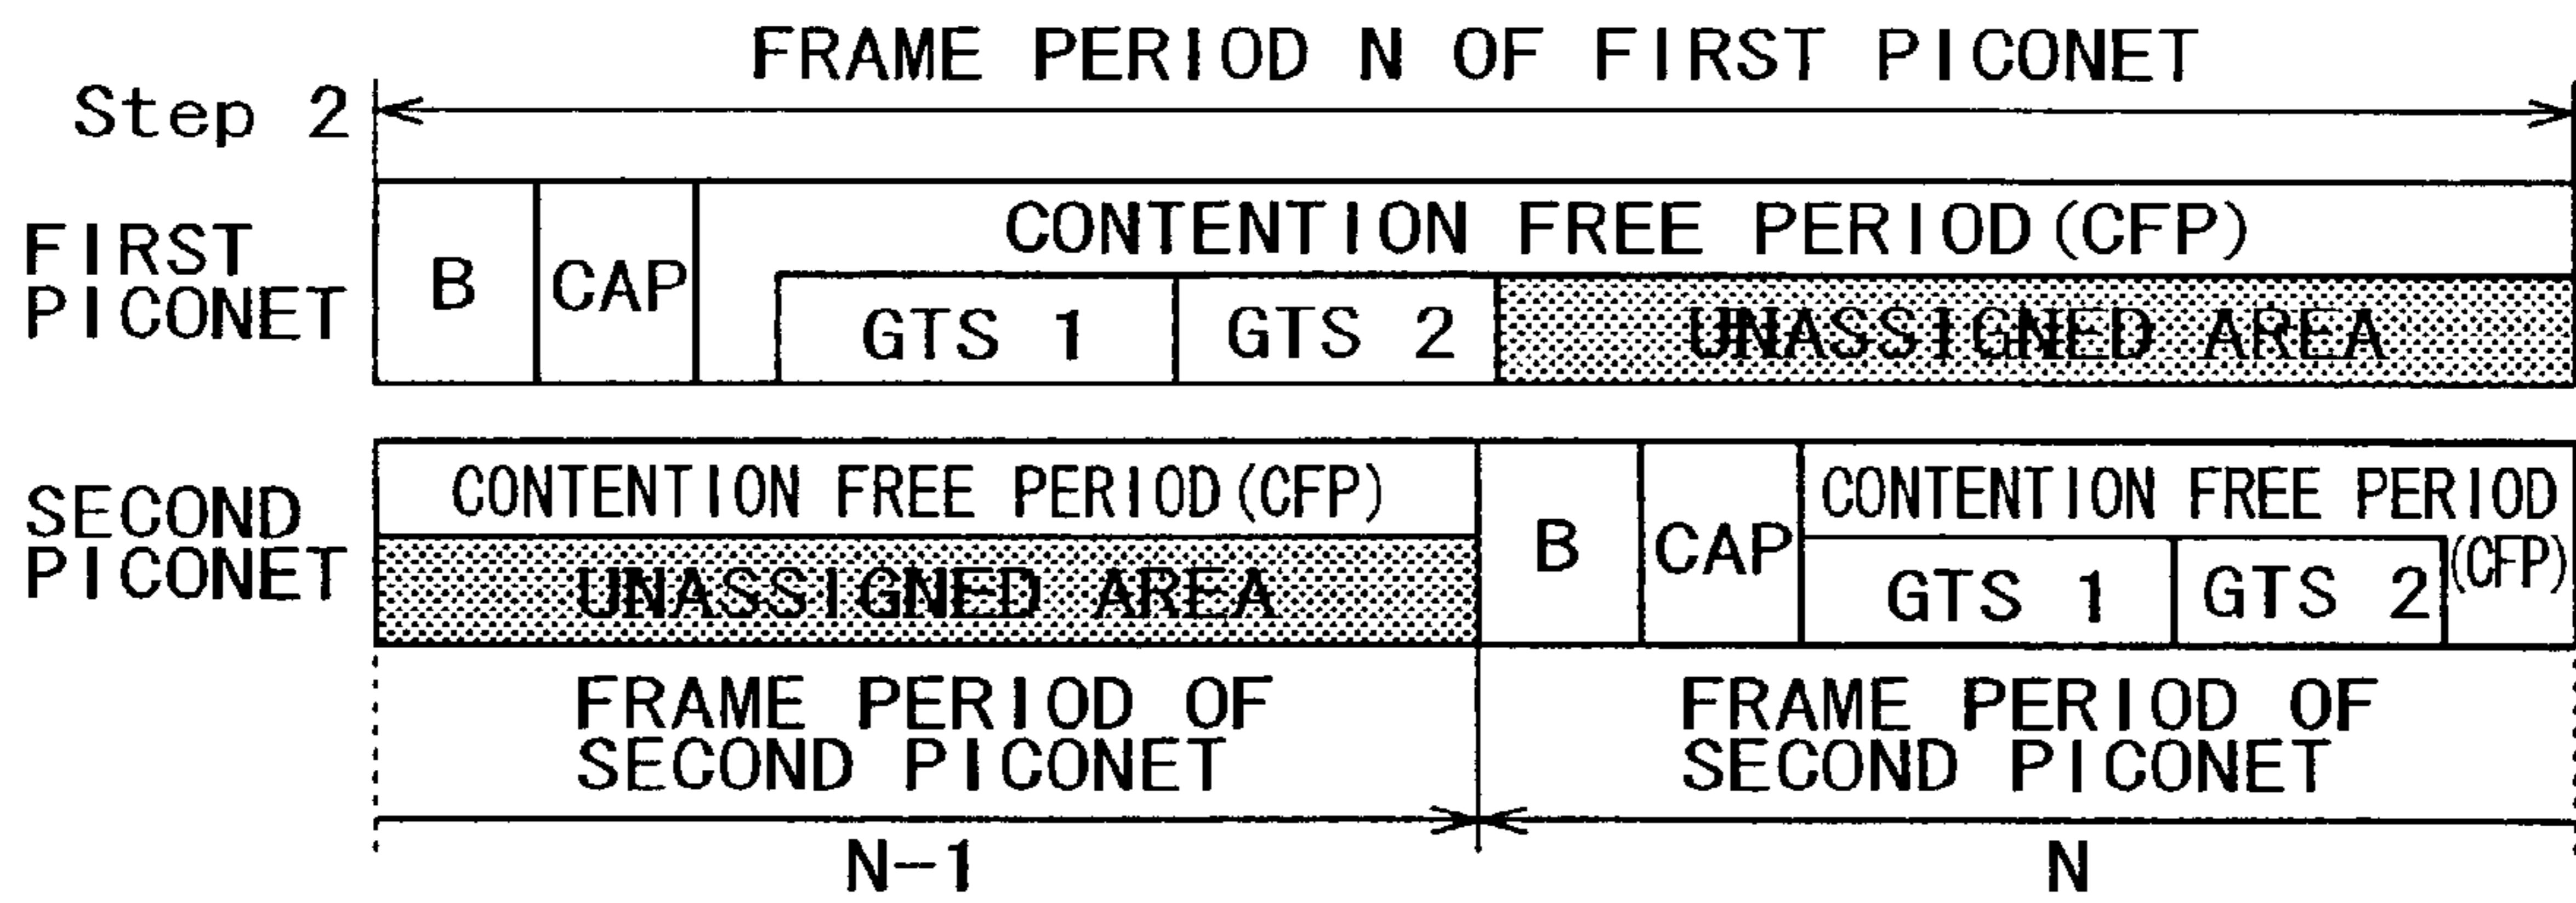 FRAME PERIOD N OF FIRST PICONET
Step 2
FIRST
PICONET
B
CAP
CONTENTION FREE PERIOD(CFP)
GTS 1
GTS 2
UNASSIGNED AREA
SECOND
PICONET
CONTENTION FREE PERIOD(CFP)
UNASSIGNED AREA
B
CAP
CONTENTION FREE PERIOD
(CFP)
GTS 1
GTS 2
FRAME PERIOD OF
SECOND PICONET
FRAME PERIOD OF
SECOND PICONET
N-1
N